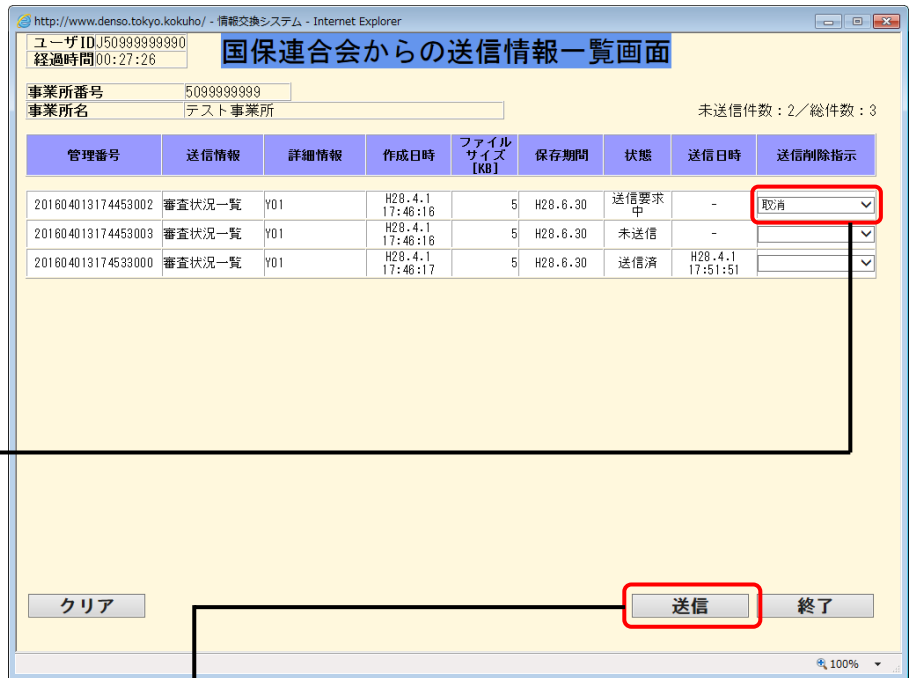 http://www.denso.tokyo.kokuho/ - 情報交換システム - Internet Explorer
ユーザID J50999999990
経過時間 00:27:26
国保連合会からの送信情報一覧画面
事業所番号 5099999999
事業所名 テスト事業所
未送信件数：2／総件数：3
管理番号 送信情報 詳細情報 作成日時 ファイルサイズ[KB] 保存期間 状態 送信日時 送信削除指示
201604013174453002 審査状況一覧 Y01 H28.4.1 17:46:16 5 H28.6.30 送信要求中 - 取消
201604013174453003 審査状況一覧 Y01 H28.4.1 17:46:16 5 H28.6.30 未送信 -
201604013174533000 審査状況一覧 Y01 H28.4.1 17:46:17 5 H28.6.30 送信済 H28.4.1 17:51:51
クリア 送信 終了
100%